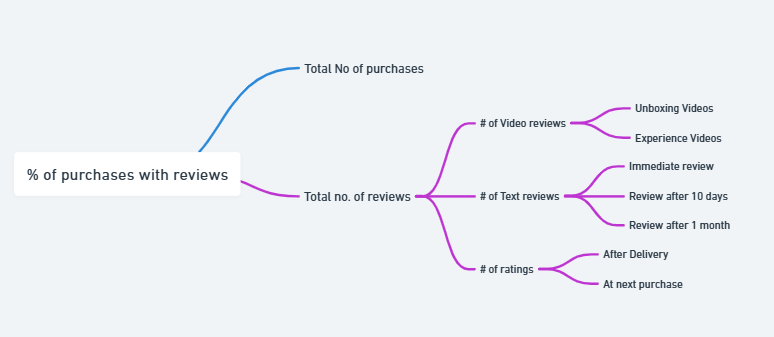 % of purchases with reviews
Total No of purchases
Total no. of reviews
# of Video reviews
Unboxing Videos
Experience Videos
# of Text reviews
Immediate review
Review after 10 days
Review after 1 month
# of ratings
After Delivery
At next purchase